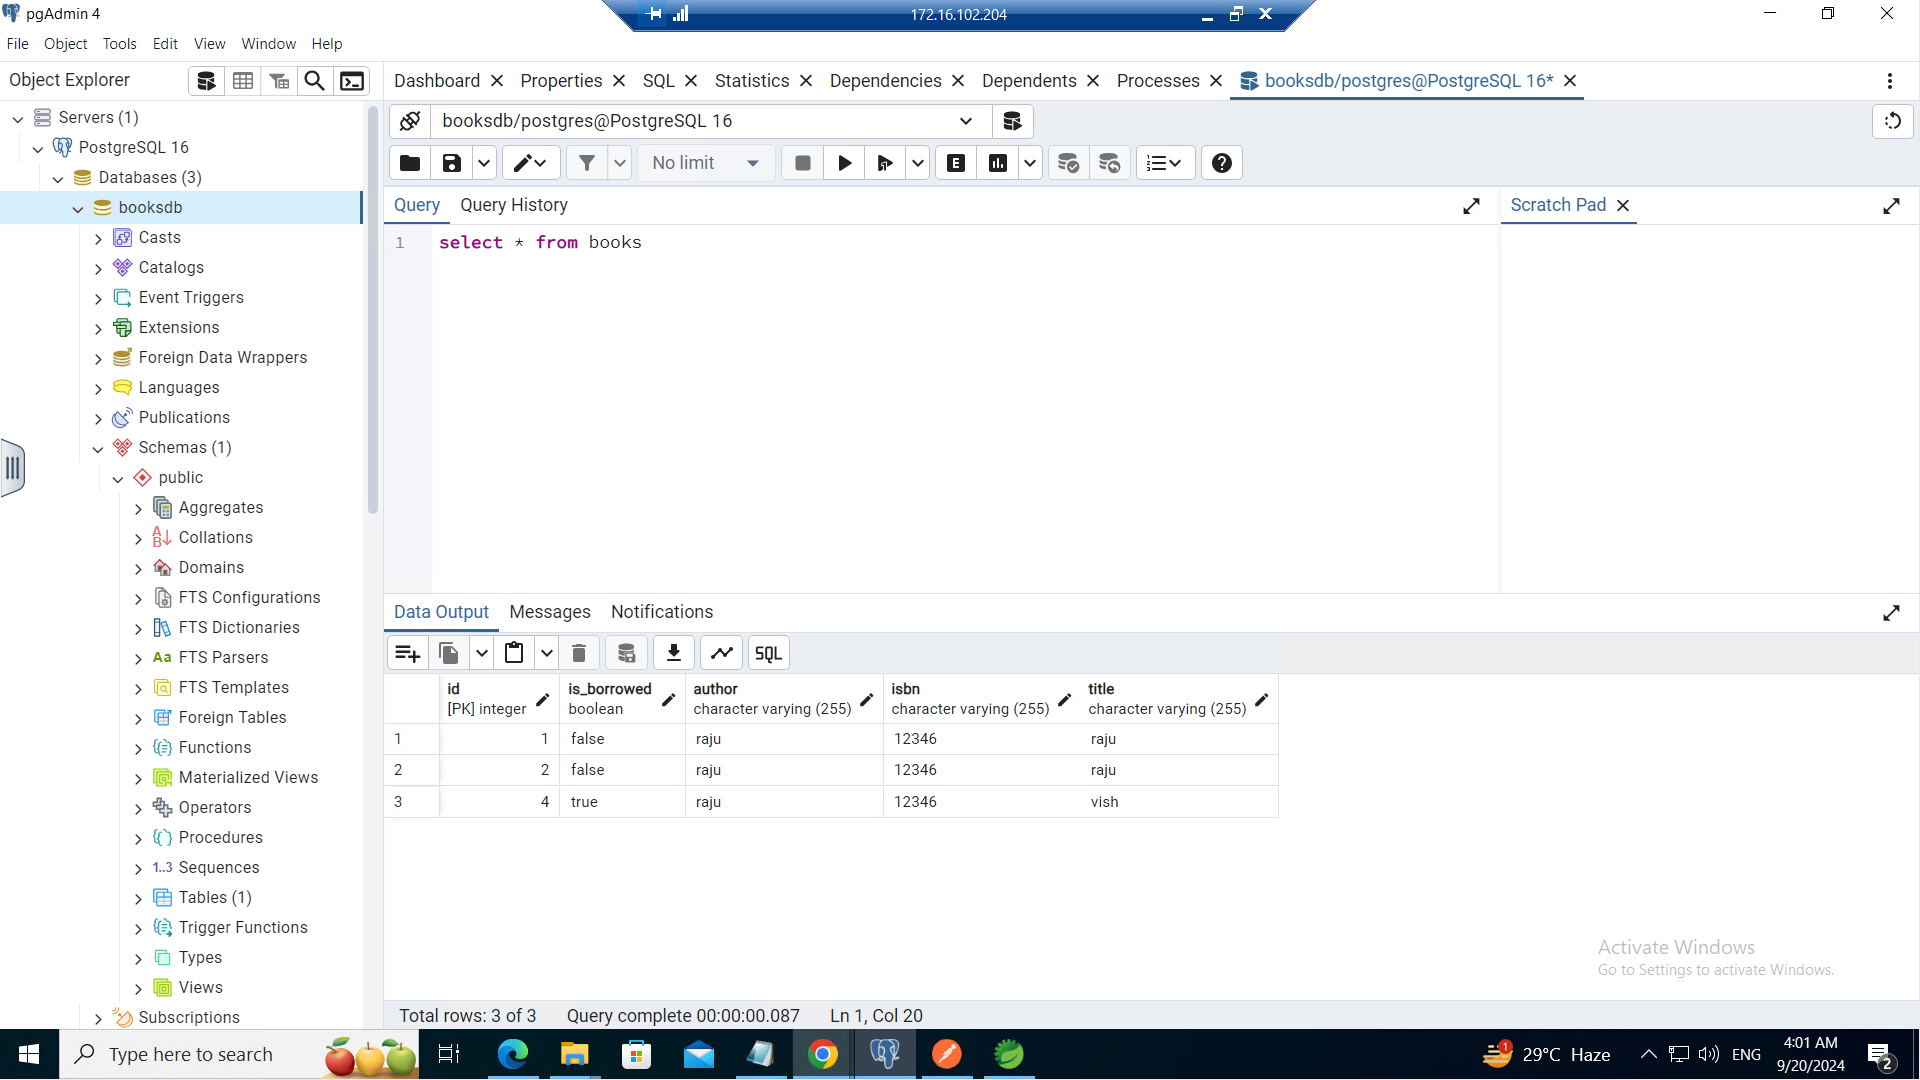 pgAdmin 4
172.16.102.204
File Object Tools Edit View Window Help
Object Explorer
Dashboard Properties SQL Statistics Dependencies Dependents Processes booksdb/postgres@PostgreSQL 16*
Servers (1)
PostgreSQL 16
Databases (3)
booksdb
Casts
Catalogs
Event Triggers
Extensions
Foreign Data Wrappers
Languages
Publications
Schemas (1)
public
Aggregates
Collations
Domains
FTS Configurations
FTS Dictionaries
Aa FTS Parsers
FTS Templates
Foreign Tables
Functions
Materialized Views
Operators
Procedures
1..3 Sequences
Tables (1)
Trigger Functions
Types
Views
Subscriptions
booksdb/postgres@PostgreSQL 16
No limit
E
Query Query History
Scratch Pad
1 select * from books
Data Output Messages Notifications
SQL
id is_borrowed author isbn title
[PK] integer boolean character varying (255) character varying (255) character varying (255)
1 1 false raju 12346 raju
2 2 false raju 12346 raju
3 4 true raju 12346 vish
Activate Windows
Go to Settings to activate Windows.
Total rows: 3 of 3 Query complete 00:00:00.087 Ln 1, Col 20
Type here to search
1 29°C Haze ENG 4:01 AM
9/20/2024 2